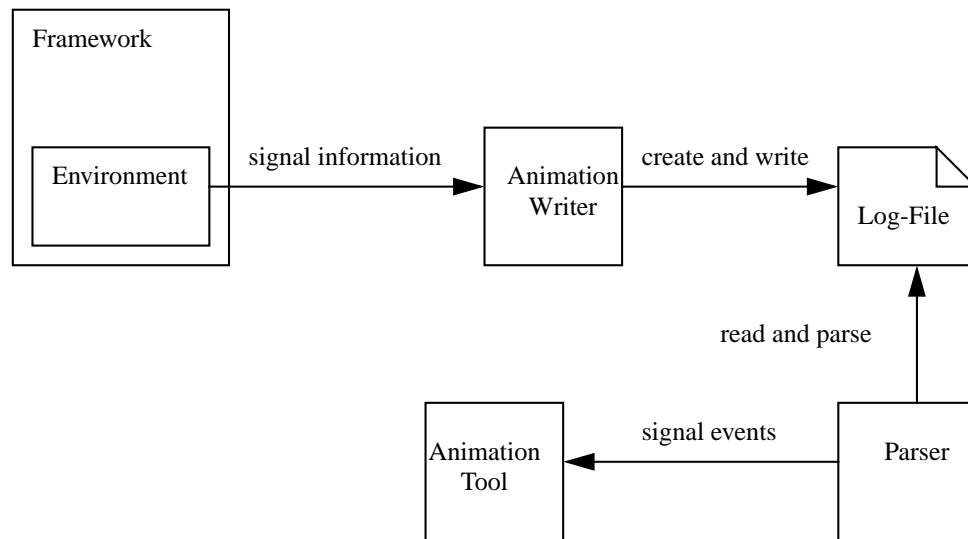 Framework
Environment
signal information
Animation
Writer
create and write
Log-File
read and parse
signal events
Animation
Tool
Parser